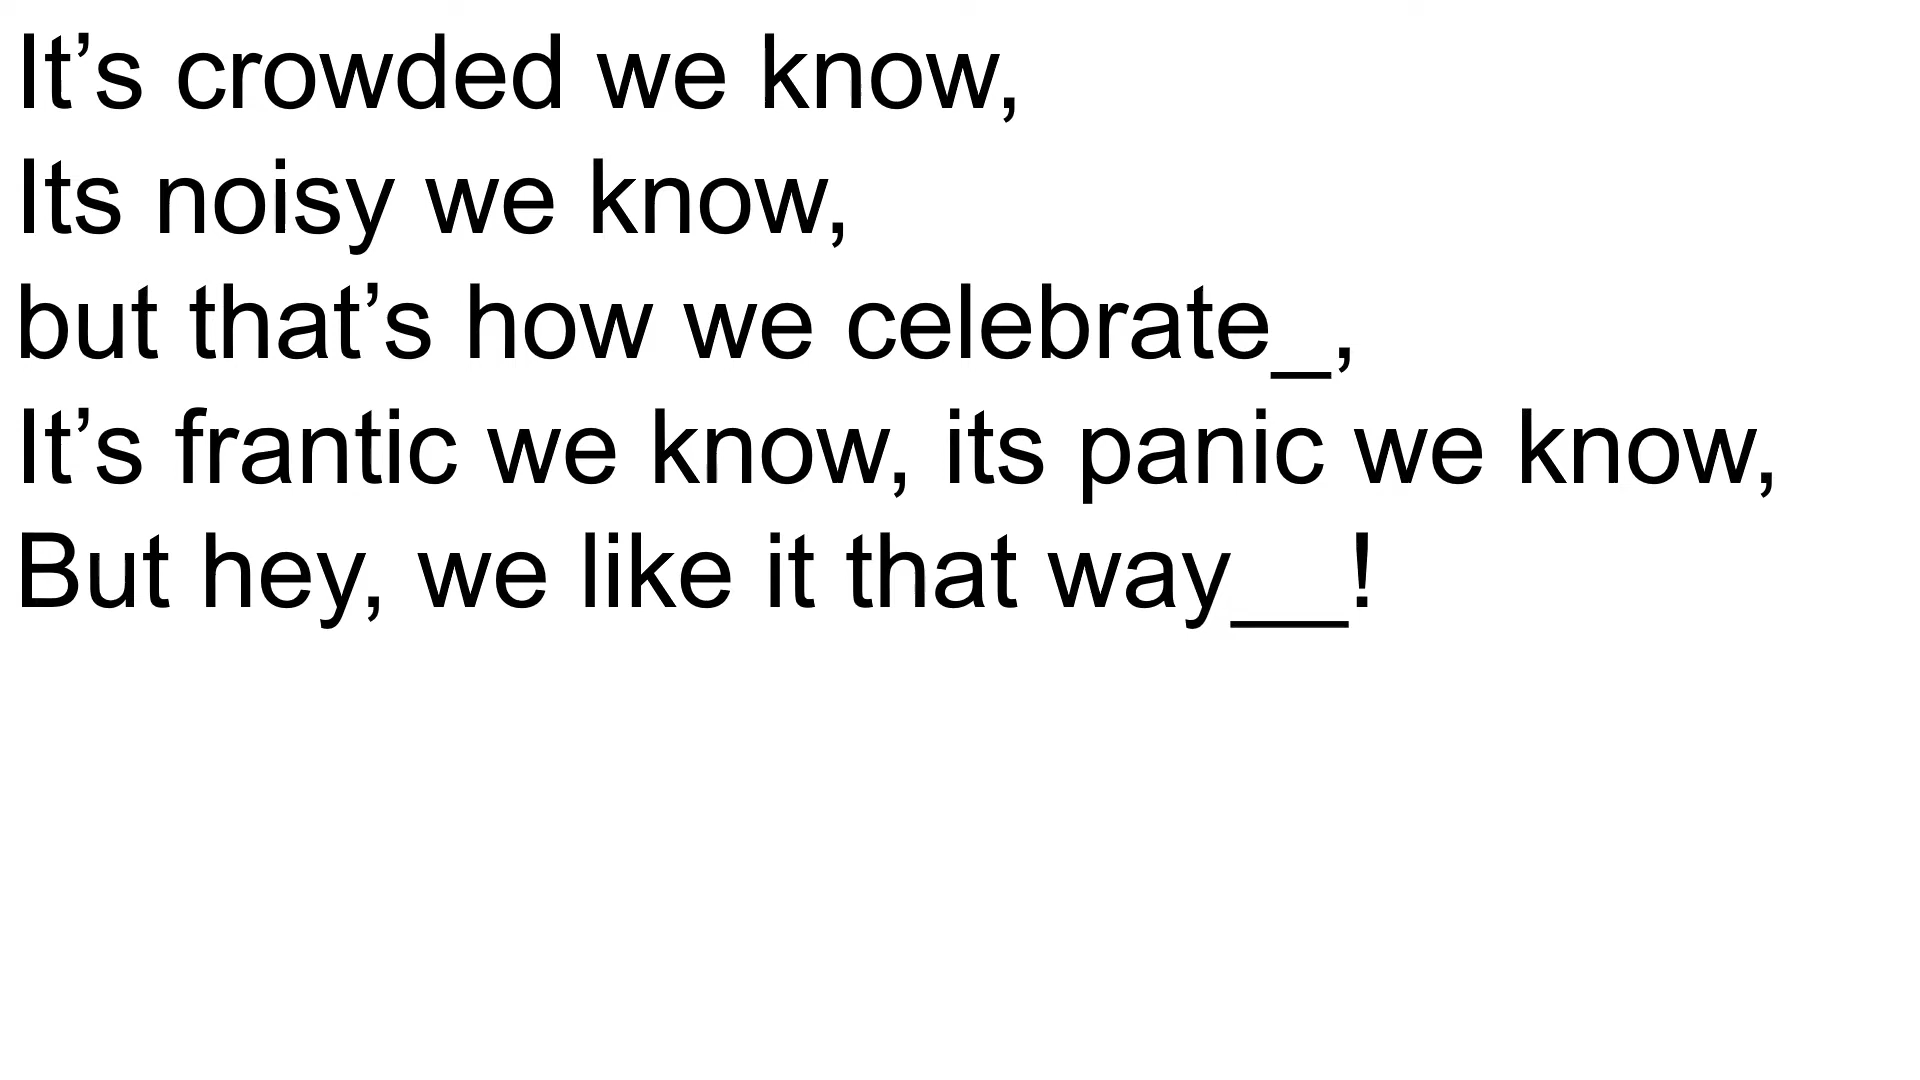 It’s crowded we know,
Its noisy we know,
but that’s how we celebrate_,
It’s frantic we know, its panic we know,
But hey, we like it that way__!